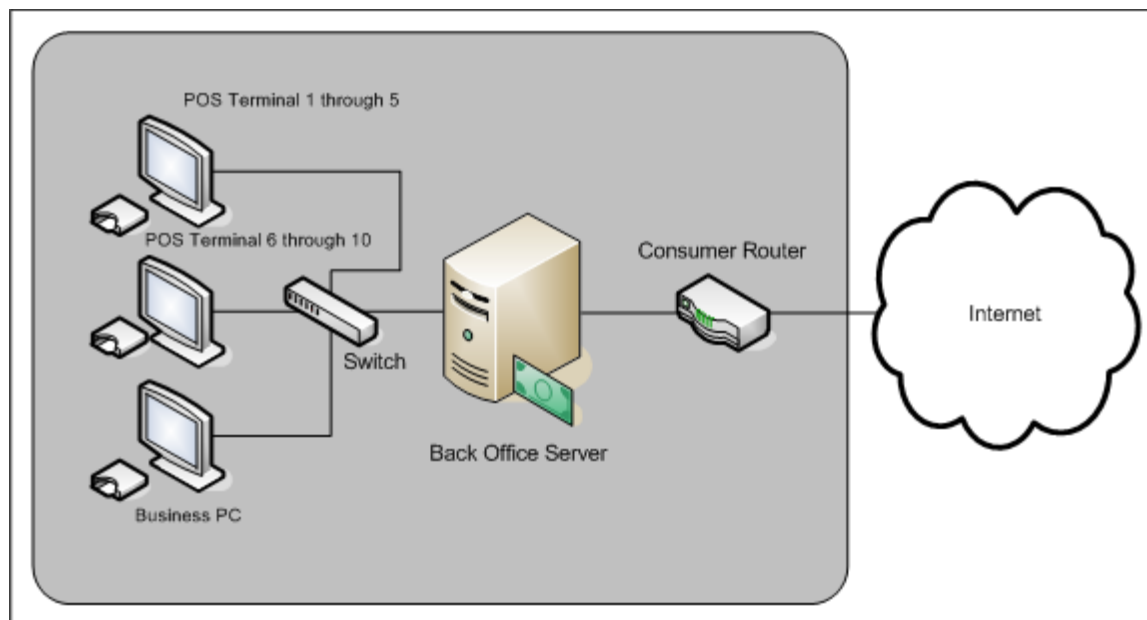 POS Terminal 1 through 5
POS Terminal 6 through 10
Consumer Router
Internet
Switch
Back Office Server
Business PC